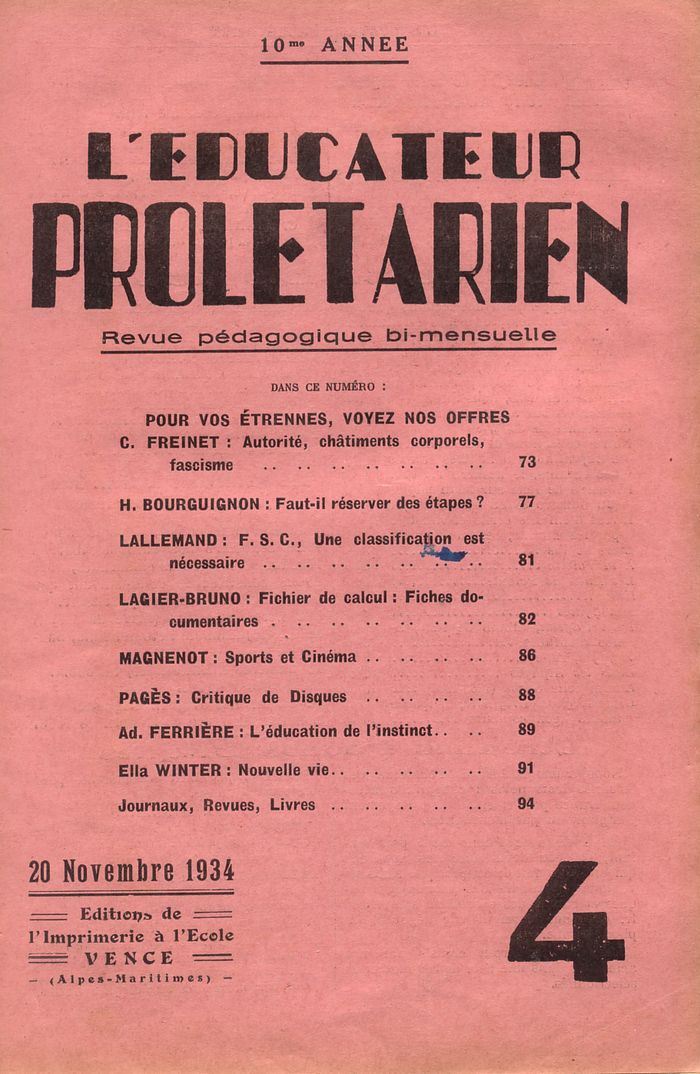 10me ANNEE
L'EDUCATEUR
PROLETARIEN
Revue pédagogique bi-mensuelle
DANS CE NUMÉRO :
POUR VOS ÉTRENNES, VOYEZ NOS OFFRES
C. FREINET : Autorité, châtiments corporels,
fascisme .. .. .. .. .. .. .. 73
H. BOURGUIGNON : Faut-il réserver des étapes ? 77
LALLEMAND : F. S. C., Une classification est
nécessaire .. .. .. .. .. .. .. 81
LAGIER-BRUNO : Fichier de calcul : Fiches do-
cumentaires . .. .. .. .. .. .. 82
MAGNENOT : Sports et Cinéma .. .. .. .. 86
PAGÈS : Critique de Disques .. .. .. .. 88
Ad. FERRIÈRE : L'éducation de l'instinct.. .. 89
Ella WINTER : Nouvelle vie.. .. .. .. .. 91
Journaux, Revues, Livres .. .. .. .. .. 94
20 Novembre 1934
Editions de
l'Imprimerie à l'Ecole
VENCE
- (Alpes-Maritimes) -
4